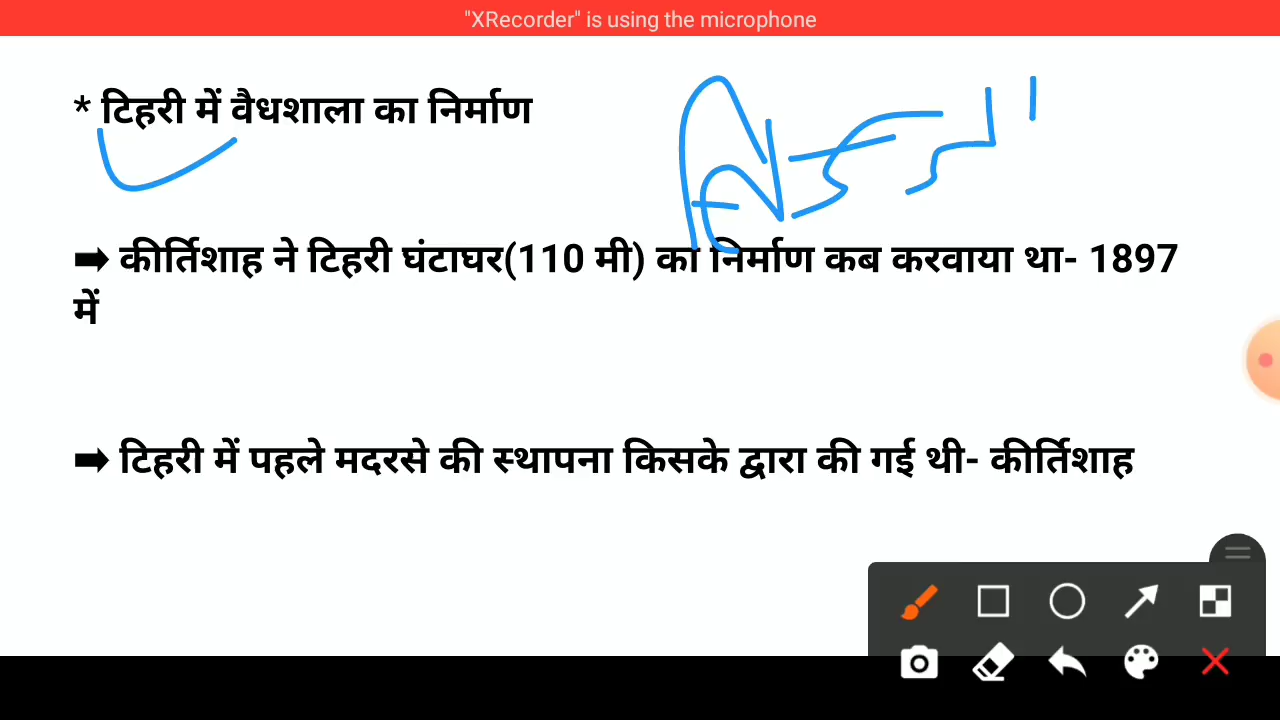 "XRecorder" is using the microphone
* टिहरी में वैधशाला का निर्माण
➡ कीर्तिशाह ने टिहरी घंटाघर(110 मी) का निर्माण कब करवाया था- 1897
में
➡ टिहरी में पहले मदरसे की स्थापना किसके द्वारा की गई थी- कीर्तिशाह